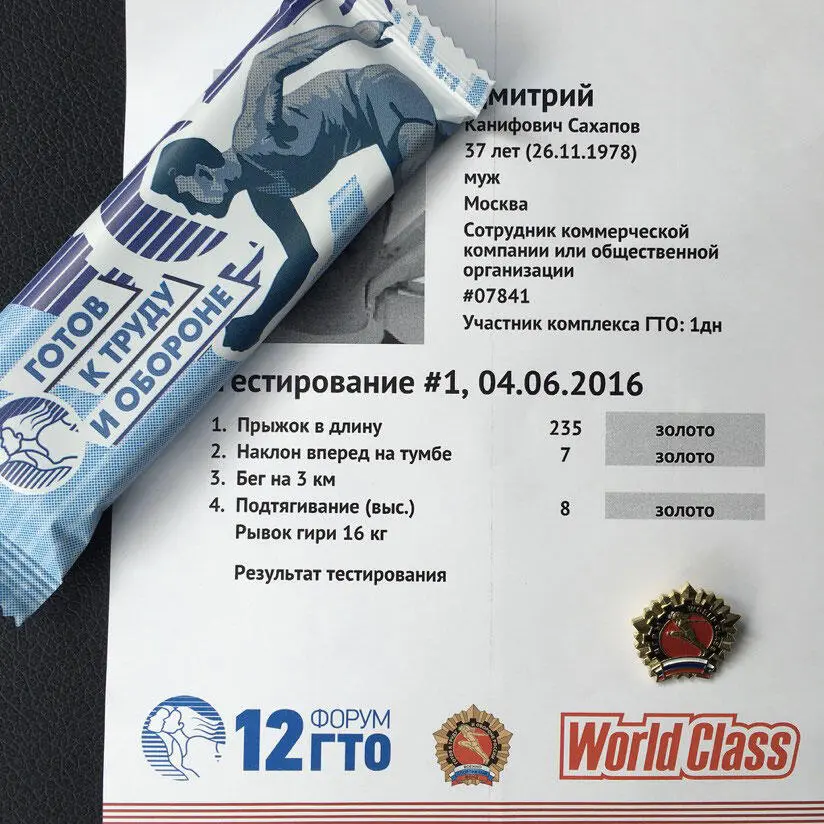 ГОТОВ
К ТРУДУ
И ОБОРОНЕ
Канифович Сахапов
37 лет (26.11.1978)
муж
Москва
Сотрудник коммерческой
компании или общественной
организации
#07841
Участник комплекса ГТО: 1дн
#1, 04.06.2016
1. Прыжок в длину 235 золото
2. Наклон вперед на тумбе 7 золото
3. Бег на 3 км
4. Подтягивание (выс.) 8 золото
Рывок гири 16 кг
Результат тестирования
12 ФОРУМ
ГТО
World Class